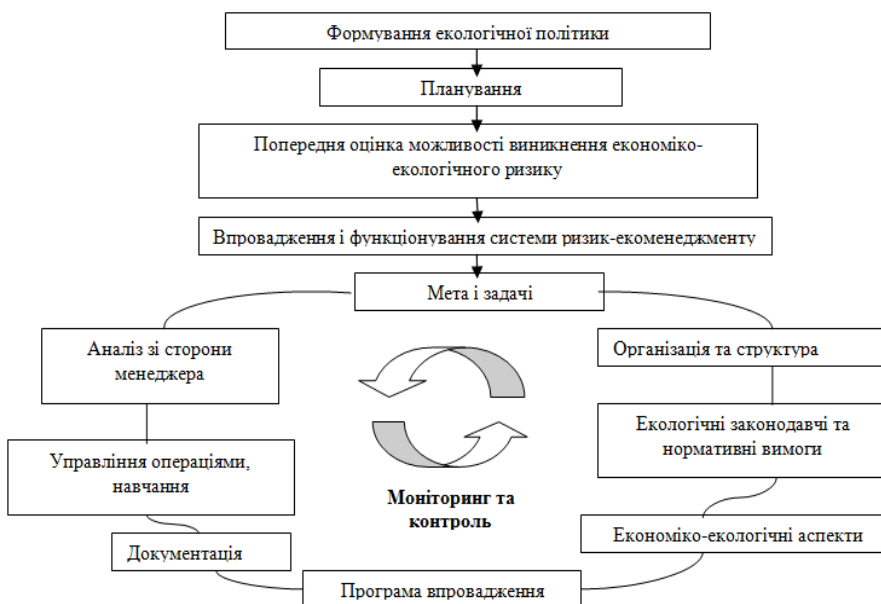 Формування екологічної політики
Планування
Попередня оцінка можливості виникнення економіко-
екологічного ризику
Впровадження і функціонування системи ризик-екоменеджменту
Мета і задачі
Аналіз зі сторони
менеджера
Організація та структура
Екологічні законодавчі та
нормативні вимоги
Управління операціями,
навчання
Моніторинг та
контроль
Економіко-екологічні аспекти
Документація
Програма впровадження